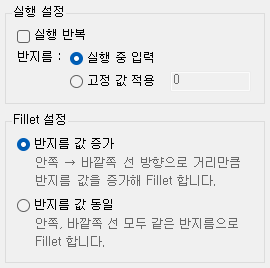 실행 설정
실행 반복
반지름 : 실행 중 입력
고정 값 적용 0
Fillet 설정
반지름 값 증가
안쪽 → 바깥쪽 선 방향으로 거리만큼
반지름 값을 증가해 Fillet 합니다.
반지름 값 동일
안쪽, 바깥쪽 선 모두 같은 반지름으로
Fillet 합니다.